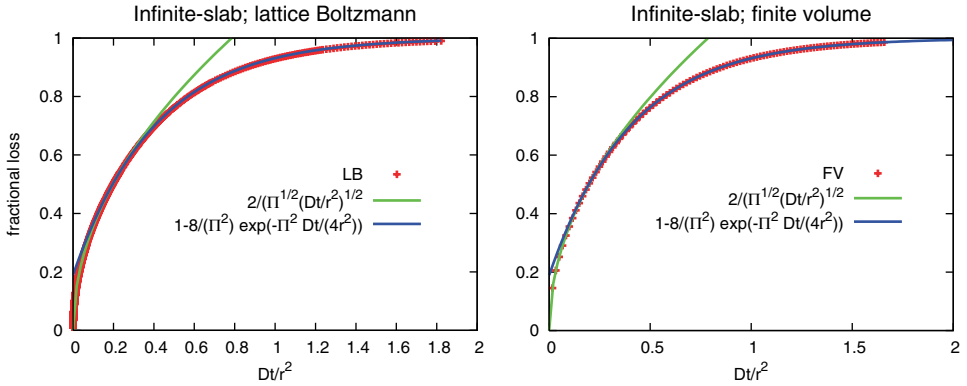 Infinite-slab; lattice Boltzmann
fractional loss
1
0.8
0.6
0.4
0.2
0
LB
2/(Π^1/2(Dt/r^2)^1/2
1-8/(Π^2) exp(-Π^2 Dt/(4r^2))
0 0.2 0.4 0.6 0.8 1 1.2 1.4 1.6 1.8 2
Dt/r^2
Infinite-slab; finite volume
1
0.8
0.6
0.4
0.2
0
FV
2/(Π^1/2(Dt/r^2)^1/2
1-8/(Π^2) exp(-Π^2 Dt/(4r^2))
0 0.5 1 1.5 2
Dt/r^2